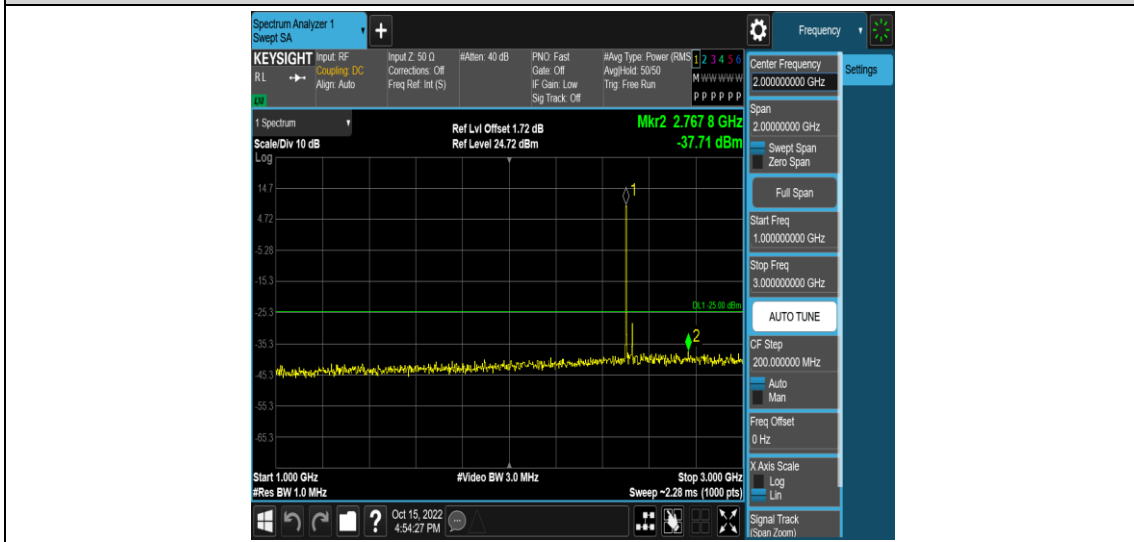 Spectrum Analyzer 1
Swept SA
+
Frequency
KEYSIGHT
RL
LXI
Input: RF
Coupling: DC
Align: Auto
Input Z: 50 Ω
Corrections: Off
Freq Ref: Int (S)
#Atten: 40 dB
PNO: Fast
Gate: Off
IF Gain: Low
Sig Track: Off
#Avg Type: Power (RMS
Avg|Hold: 50/50
Trig: Free Run
1 2 3 4 5 6
M W W W W W
P P P P P P
1 Spectrum
Scale/Div 10 dB
Log
Ref Lvl Offset 1.72 dB
Ref Level 24.72 dBm
Mkr2 2.767 8 GHz
-37.71 dBm
14.7
4.72
-5.28
-15.3
-25.3
-35.3
-45.3
-55.3
-65.3
1
DL1 -25.00 dBm
2
Start 1.000 GHz
#Res BW 1.0 MHz
#Video BW 3.0 MHz
Stop 3.000 GHz
Sweep ~2.28 ms (1000 pts)
?
Oct 15, 2022
4:54:27 PM
Center Frequency
2.000000000 GHz
Settings
Span
2.00000000 GHz
Swept Span
Zero Span
Full Span
Start Freq
1.000000000 GHz
Stop Freq
3.000000000 GHz
AUTO TUNE
CF Step
200.000000 MHz
Auto
Man
Freq Offset
0 Hz
X Axis Scale
Log
Lin
Signal Track
(Span Zoom)